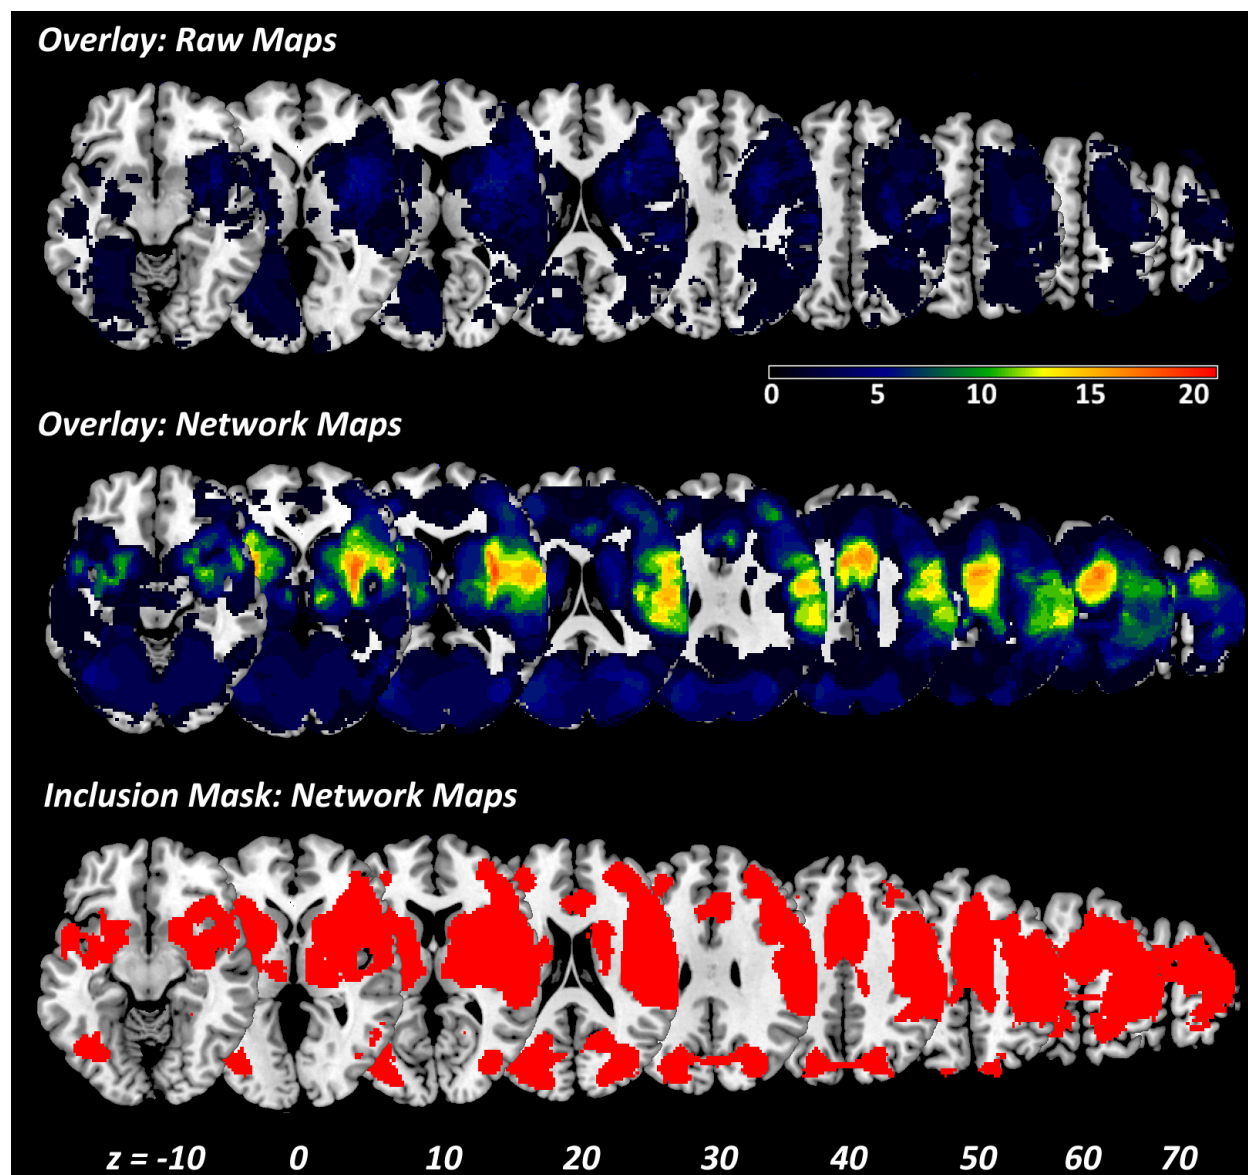 Overlay: Raw Maps
0 5 10 15 20
Overlay: Network Maps
Inclusion Mask: Network Maps
z = -10 0 10 20 30 40 50 60 70